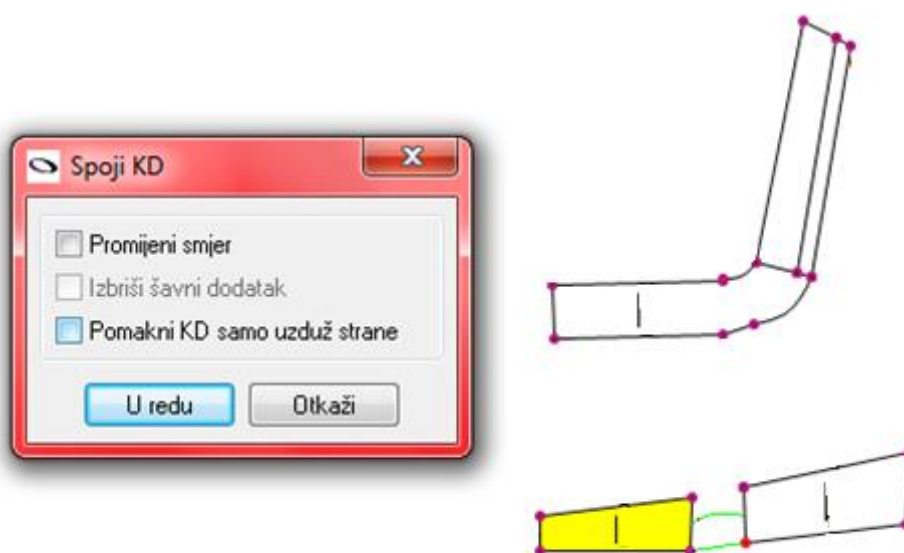 Spoji KD
Promijeni smjer
Izbriši šavni dodatak
Pomakni KD samo uzduž strane
U redu
Otkaži